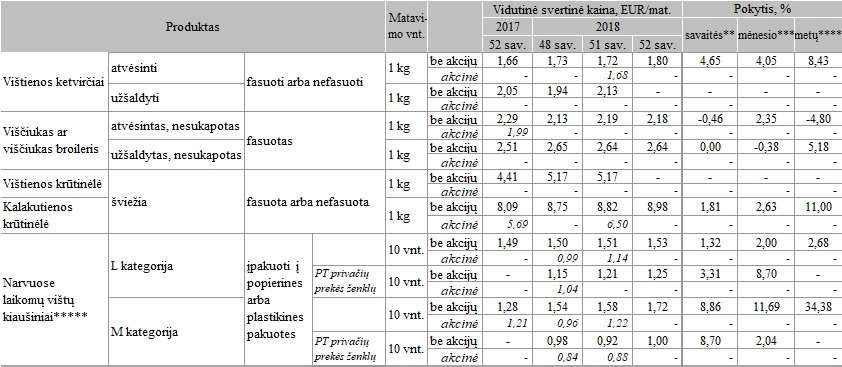 Produktas Matavi- mo vnt. Vidutinė svertinė kaina, EUR/mat. Pokytis, %
2017 2018 savaitės** mėnesio*** metų****
52 sav. 48 sav. 51 sav. 52 sav.
Vištienos ketvirčiai atvėsinti fasuoti arba nefasuoti 1 kg be akcijų 1,66 1,73 1,72 1,80 4,65 4,05 8,43
akcinė - - 1,68 - - - -
užšaldyti 1 kg be akcijų 2,05 1,94 2,13 - - - -
akcinė - - - - - - -
Viščiukas ar viščiukas broileris atvėsintas, nesukapotas fasuotas 1 kg be akcijų 2,29 2,13 2,19 2,18 -0,46 2,35 -4,80
akcinė 1,99 - - - - - -
užšaldytas, nesukapotas 1 kg be akcijų 2,51 2,65 2,64 2,64 0,00 -0,38 5,18
akcinė - - - - - - -
Vištienos krūtinėlė šviežia fasuota arba nefasuota 1 kg be akcijų 4,41 5,17 5,17 - - - -
akcinė - - - - - - -
Kalakutienos krūtinėlė 1 kg be akcijų 8,09 8,75 8,82 8,98 1,81 2,63 11,00
akcinė 5,69 - 6,50 - - - -
Narvuose laikomų vištų kiaušiniai***** L kategorija įpakuoti į popierines arba plastikines pakuotes 10 vnt. be akcijų 1,49 1,50 1,51 1,53 1,32 2,00 2,68
akcinė - 0,99 1,14 - - - -
PT privačių prekės ženklų 10 vnt. be akcijų - 1,15 1,21 1,25 3,31 8,70 -
akcinė - 1,04 - - - - -
M kategorija 10 vnt. be akcijų 1,28 1,54 1,58 1,72 8,86 11,69 34,38
akcinė 1,21 0,96 1,22 - - - -
PT privačių prekės ženklų 10 vnt. be akcijų - 0,98 0,92 1,00 8,70 2,04 -
akcinė - 0,84 0,88 - - - -